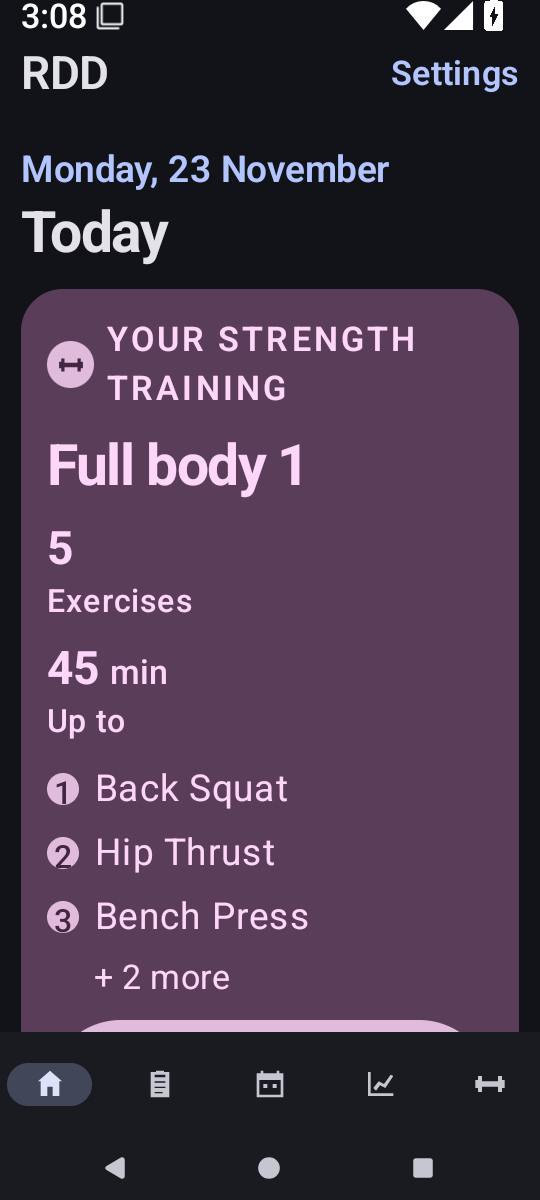 3:08
RDD
Settings
Monday, 23 November
Today
YOUR STRENGTH
TRAINING
Full body 1
5
Exercises
45 min
Up to
1 Back Squat
2 Hip Thrust
3 Bench Press
+ 2 more